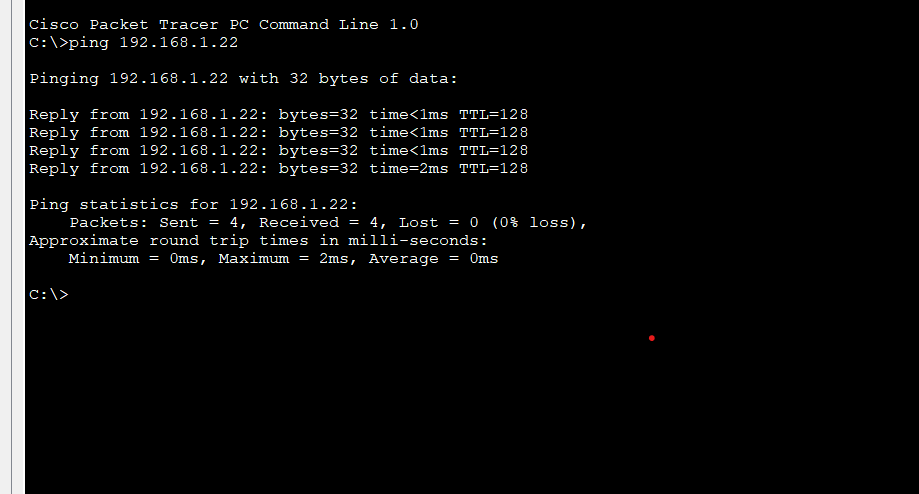 Cisco Packet Tracer PC Command Line 1.0
C:\>ping 192.168.1.22
Pinging 192.168.1.22 with 32 bytes of data:
Reply from 192.168.1.22: bytes=32 time<1ms TTL=128
Reply from 192.168.1.22: bytes=32 time<1ms TTL=128
Reply from 192.168.1.22: bytes=32 time<1ms TTL=128
Reply from 192.168.1.22: bytes=32 time=2ms TTL=128
Ping statistics for 192.168.1.22:
    Packets: Sent = 4, Received = 4, Lost = 0 (0% loss),
Approximate round trip times in milli-seconds:
    Minimum = 0ms, Maximum = 2ms, Average = 0ms
C:\>